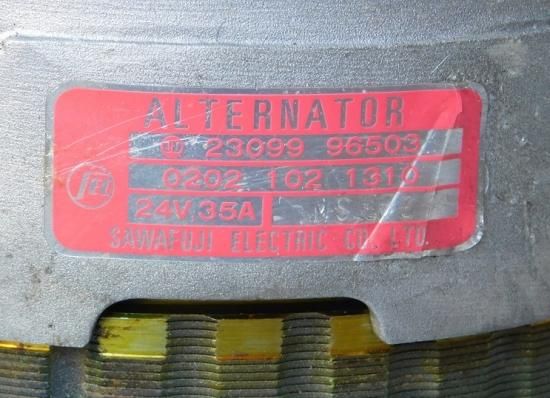 ALTERNATOR
23099 96503
0202 102 1310
24V 35A
SAWAFUJI ELECTRIC CO., LTD.